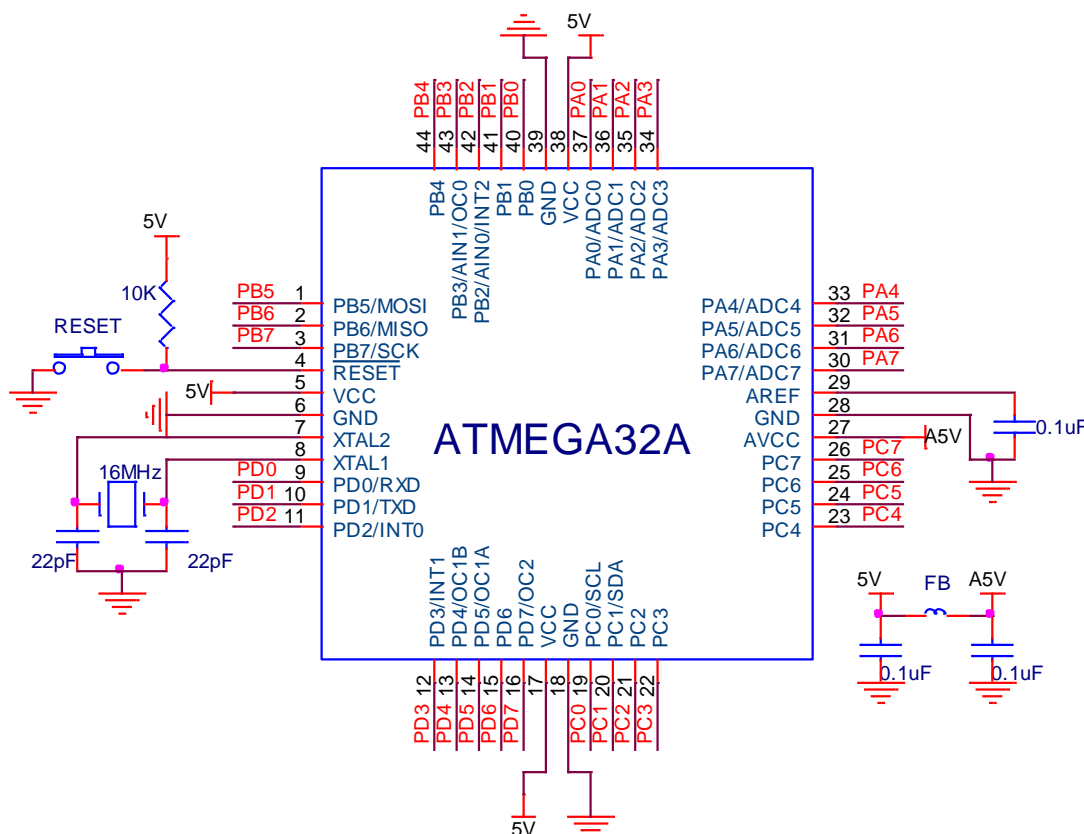 5V
PB4
PB3
PB2
PB1
PB0
PA0
PA1
PA2
PA3
44
43
42
41
40
39
38
37
36
35
34
PB4
PB3/AIN1/OC0
PB2/AIN0/INT2
PB1
PB0
GND
VCC
PA0/ADC0
PA1/ADC1
PA2/ADC2
PA3/ADC3
5V
10K
RESET
PB5 1 PB5/MOSI
PB6 2 PB6/MISO
PB7 3 PB7/SCK
4 RESET
5V 5 VCC
6 GND
7 XTAL2
8 XTAL1
16MHz
PD0 9 PD0/RXD
PD1 10 PD1/TXD
PD2 11 PD2/INT0
22pF 22pF
ATMEGA32A
PA4/ADC4 33 PA4
PA5/ADC5 32 PA5
PA6/ADC6 31 PA6
PA7/ADC7 30 PA7
AREF 29
GND 28
0.1uF
AVCC 27 A5V
PC7 26 PC7
PC6 25 PC6
PC5 24 PC5
PC4 23 PC4
PD3/INT1
PD4/OC1B
PD5/OC1A
PD6
PD7/OC2
VCC
GND
PC0/SCL
PC1/SDA
PC2
PC3
12
13
14
15
16
17
18
19
20
21
22
PD3
PD4
PD5
PD6
PD7
PC0
PC1
PC2
PC3
5V
5V FB A5V
0.1uF 0.1uF